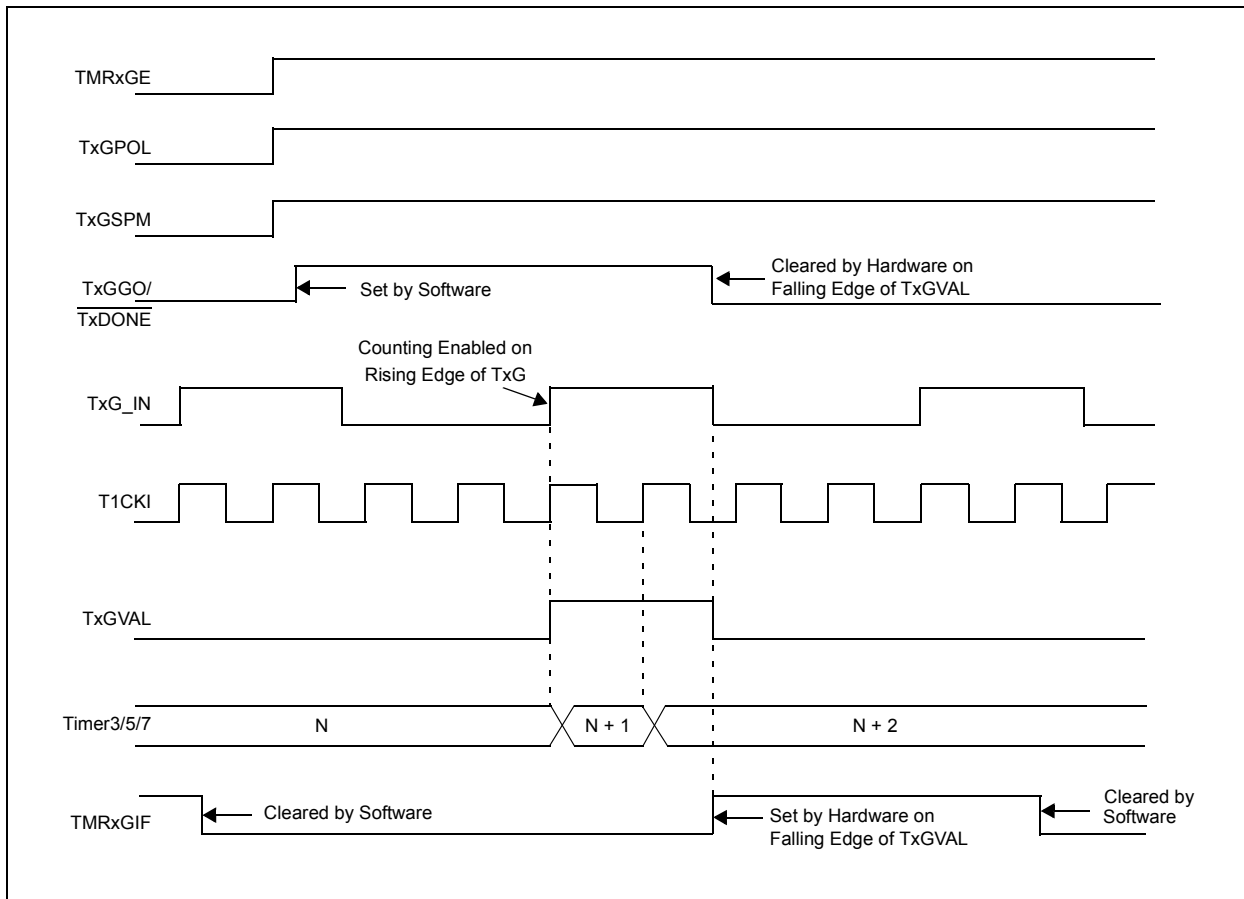 TMRxGE
TxGPOL
TxGSPM
TxGGO/
TxDONE
Set by Software
Cleared by Hardware on
Falling Edge of TxGVAL
Counting Enabled on
Rising Edge of TxG
TxG_IN
T1CKI
TxGVAL
Timer3/5/7
N
N + 1
N + 2
TMRxGIF
Cleared by Software
Set by Hardware on
Falling Edge of TxGVAL
Cleared by
Software